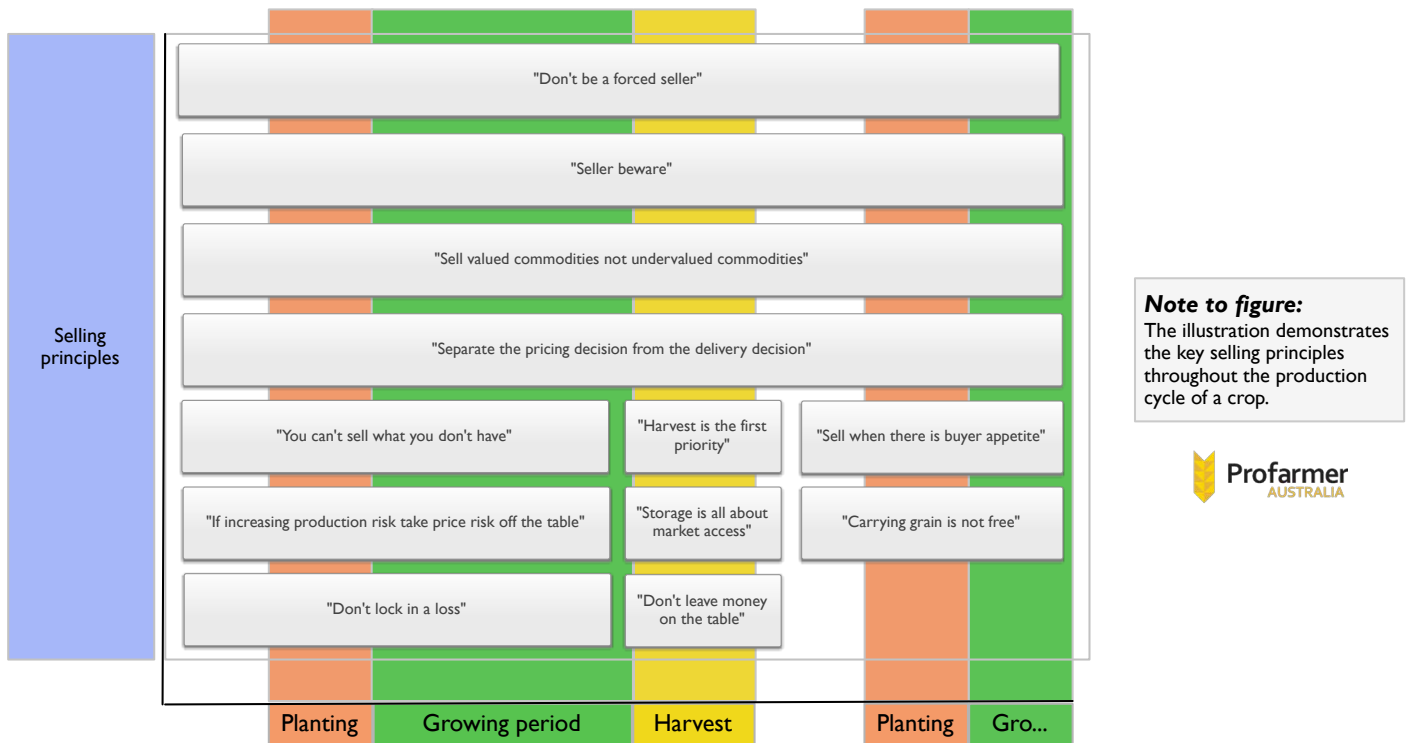 "Don't be a forced seller"
"Seller beware"
"Sell valued commodities not undervalued commodities"
Selling
principles
"Separate the pricing decision from the delivery decision"
"You can't sell what you don't have"
"Harvest is the first
priority"
"Sell when there is buyer appetite"
"If increasing production risk take price risk off the table"
"Storage is all about
market access"
"Carrying grain is not free"
"Don't lock in a loss"
"Don't leave money
on the table"
Planting
Growing period
Harvest
Planting
Gro...
Note to figure:
The illustration demonstrates
the key selling principles
throughout the production
cycle of a crop.
Profarmer
AUSTRALIA